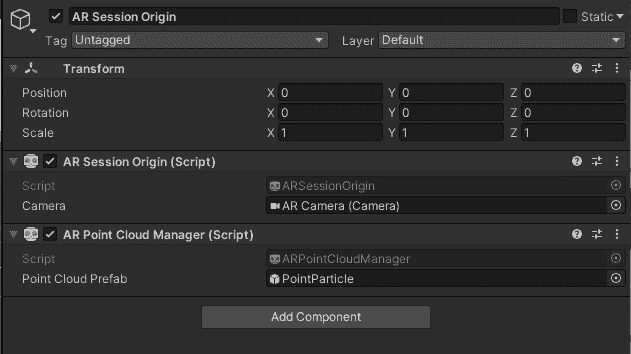 AR Session Origin Static
Tag Untagged Layer Default
Transform
Position X 0 Y 0 Z 0
Rotation X 0 Y 0 Z 0
Scale X 1 Y 1 Z 1
AR Session Origin (Script)
Script ARSessionOrigin
Camera AR Camera (Camera)
AR Point Cloud Manager (Script)
Script ARPointCloudManager
Point Cloud Prefab PointParticle
Add Component